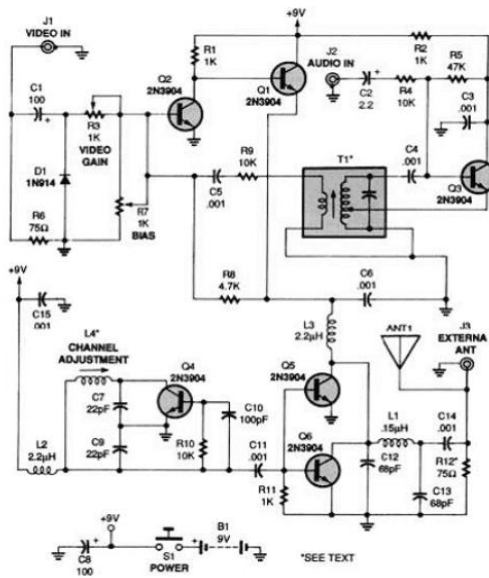 +9V
J1
VIDEO IN
J2
AUDIO IN
R1
1K
R2
1K
R5
47K
Q2
2N3904
Q1
2N3904
C1
100
+
R3
1K
VIDEO
GAIN
C2
2.2
+
R4
10K
C3
.001
D1
1N914
R9
10K
T1*
C4
.001
Q3
2N3904
C5
.001
R7
1K
BIAS
R6
75Ω
+9V
R8
4.7K
C6
.001
C15
.001
L4*
CHANNEL
ADJUSTMENT
L3
2.2µH
ANT1
J3
EXTERNA
ANT
Q4
2N3904
Q5
2N3904
C7
22pF
C10
100pF
L1
.15µH
C14
.001
Q6
2N3904
L2
2.2µH
C9
22pF
R10
10K
C11
.001
C12
68pF
R12*
75Ω
R11
1K
C13
68pF
+9V
B1
9V
+
C8
100
+
S1
POWER
*SEE TEXT